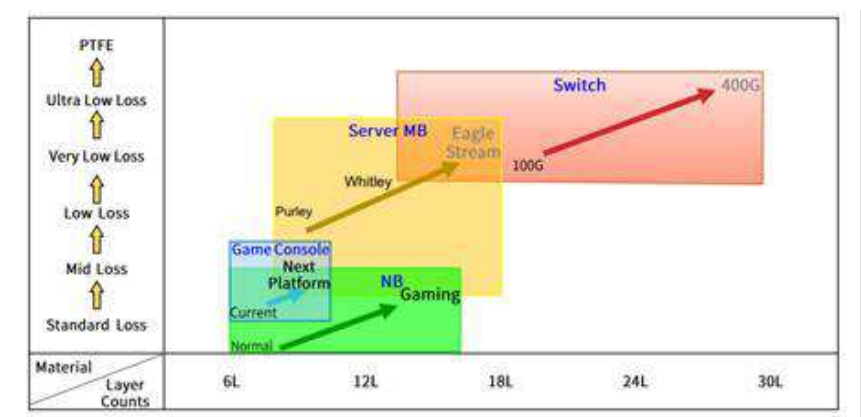 PTFE
Ultra Low Loss
Very Low Loss
Low Loss
Mid Loss
Standard Loss
Switch
400G
100G
Server MB
Eagle
Stream
Whitley
Purley
Game Console
Next
Platform
Current
NB
Gaming
Normal
Material
Layer
Counts
6L
12L
18L
24L
30L